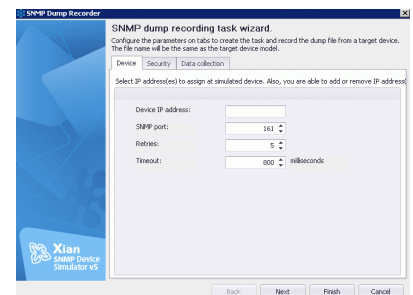 SNMP Dump Recorder
SNMP dump recording task wizard.
Configure the parameters on tabs to create the task and record the dump file from a target device.
The file name will be the same as the target device model.
Device Security Data collection
Select IP address(es) to assign at simulated device. Also, you are able to add or remove IP address(
Device IP address:
SNMP port: 161
Retries: 5
Timeout: 800 milliseconds
Xian
SNMP Device
Simulator v5
Back Next Finish Cancel